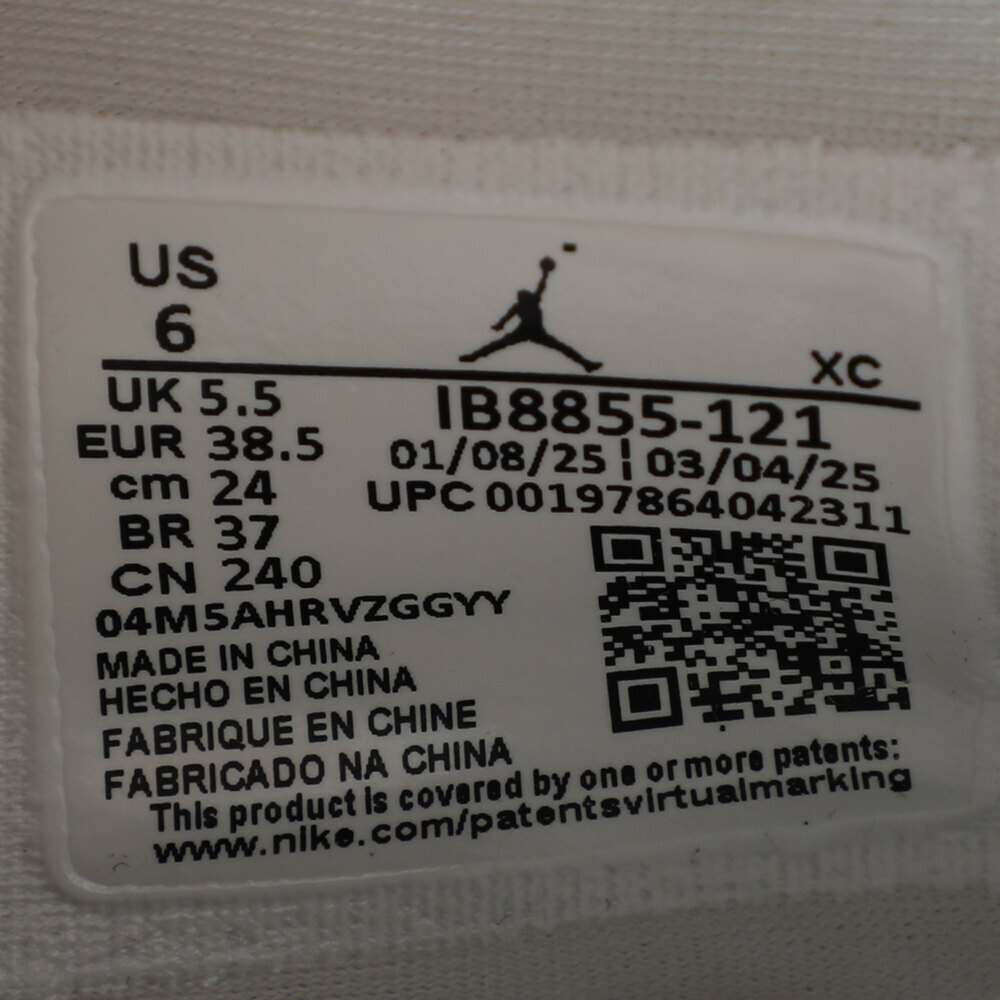 US
6
XC
UK 5.5
EUR 38.5
cm 24
BR 37
CN 240
IB8855-121
01/08/25 | 03/04/25
UPC 00197864042311
04M5AHRVZGGYY
MADE IN CHINA
HECHO EN CHINA
FABRIQUE EN CHINE
FABRICADO NA CHINA
This product is covered by one or more patents:
www.nike.com/patentsvirtualmarking